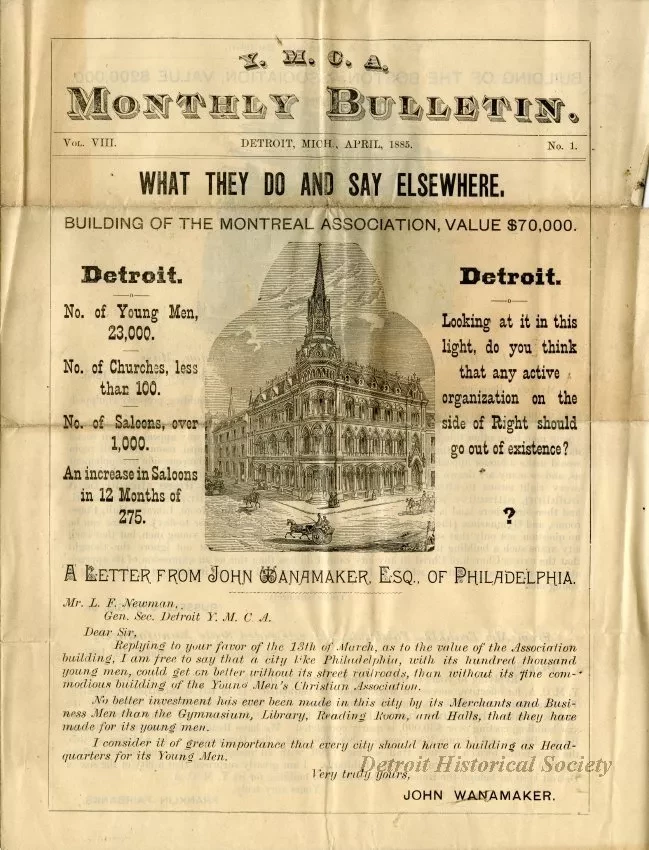 Y. M. C. A.
MONTHLY BULLETIN.
VOL. VIII. DETROIT, MICH., APRIL, 1885. No. 1.
WHAT THEY DO AND SAY ELSEWHERE.
BUILDING OF THE MONTREAL ASSOCIATION, VALUE $70,000.
Detroit.
No. of Young Men,
23,000.
No. of Churches, less
than 100.
No. of Saloons, over
1,000.
An increase in Saloons
in 12 Months of
275.
Detroit.
Looking at it in this
light, do you think
that any active
organization on the
side of Right should
go out of existence?
?
A LETTER FROM JOHN WANAMAKER, ESQ., OF PHILADELPHIA.
Mr. L. F. Newman,
Gen. Sec. Detroit Y. M. C A.
Dear Sir,
Replying to your favor of the 13th of March, as to the value of the Association
building, I am free to say that a city like Philadelphia, with its hundred thousand
young men, could get on better without its street railroads, than without its fine com-
modious building of the Young Men's Christian Association.
No better investment has ever been made in this city by its Merchants and Busi-
ness Men than the Gymnasium, Library, Reading Room, and Halls, that they have
made for its young men.
I consider it of great importance that every city should have a building as Head-
quarters for its Young Men.
Very truly yours,
JOHN WANAMAKER.
Detroit Historical Society